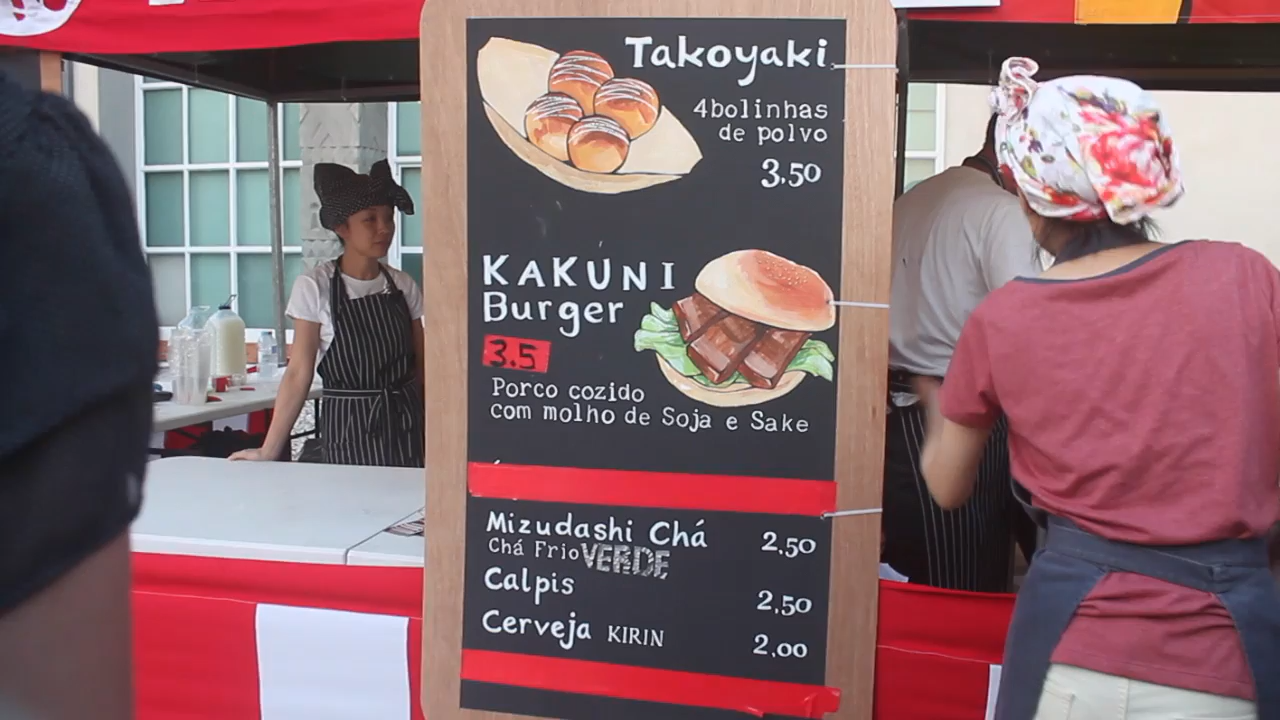 Takoyaki
4bolinhas
de polvo
3.50
KAKUNI
Burger
3.5
Porco cozido
com molho de Soja e Sake
Mizudashi Chá 2,50
Chá Frio VERDE
Calpis 2,50
Cerveja KIRIN 2,00